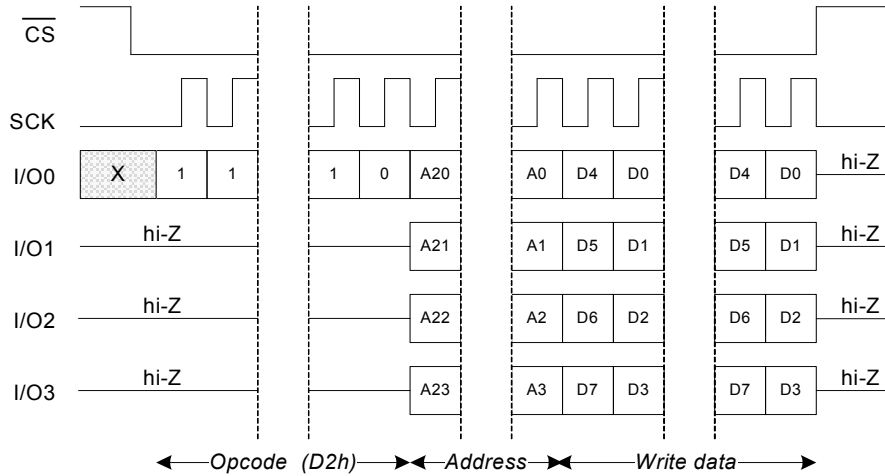 CS
SCK
I/O0 X 1 1 1 0 A20 A0 D4 D0 D4 D0 hi-Z
I/O1 hi-Z A21 A1 D5 D1 D5 D1 hi-Z
I/O2 hi-Z A22 A2 D6 D2 D6 D2 hi-Z
I/O3 hi-Z A23 A3 D7 D3 D7 D3 hi-Z
Opcode (D2h) Address Write data